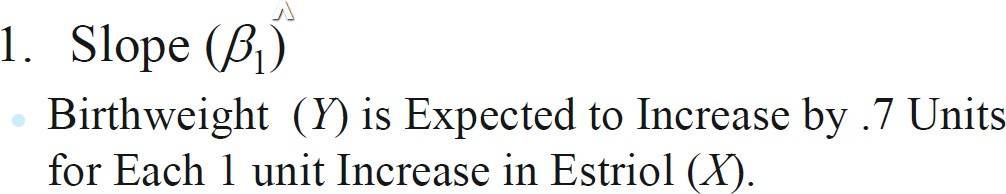 1. Slope (β̂₁)
• Birthweight (Y) is Expected to Increase by .7 Units
for Each 1 unit Increase in Estriol (X).